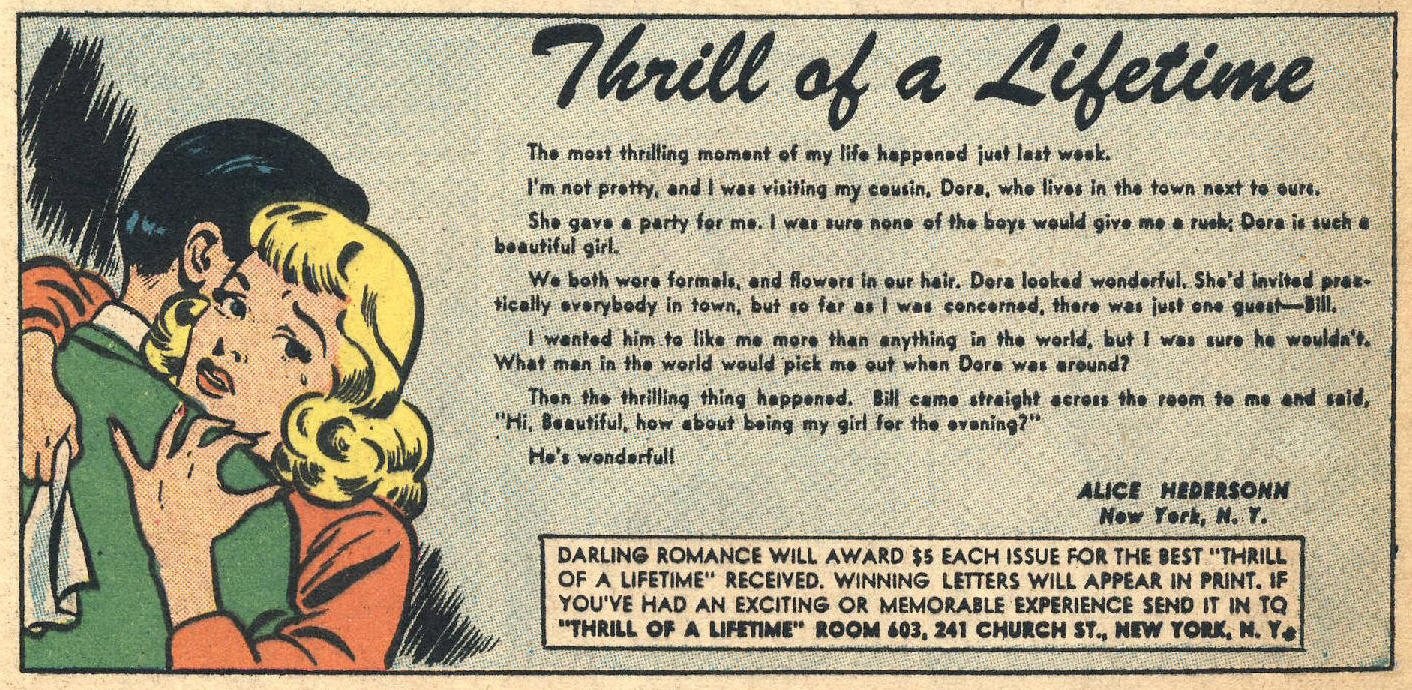 Thrill of a Lifetime
The most thrilling moment of my life happened just last week.
I'm not pretty, and I was visiting my cousin, Dora, who lives in the town next to ours.
She gave a party for me. I was sure none of the boys would give me a rush; Dora is such a
beautiful girl.
We both wore formals, and flowers in our hair. Dora looked wonderful. She'd invited prac-
tically everybody in town, but so far as I was concerned, there was just one guest—Bill.
I wanted him to like me more than anything in the world, but I was sure he wouldn't.
What man in the world would pick me out when Dora was around?
Then the thrilling thing happened. Bill came straight across the room to me and said,
"Hi, Beautiful, how about being my girl for the evening?"
He's wonderful!
ALICE HEDERSONN
New York, N. Y.
DARLING ROMANCE WILL AWARD $5 EACH ISSUE FOR THE BEST "THRILL
OF A LIFETIME" RECEIVED. WINNING LETTERS WILL APPEAR IN PRINT. IF
YOU'VE HAD AN EXCITING OR MEMORABLE EXPERIENCE SEND IT IN TO
"THRILL OF A LIFETIME" ROOM 603, 241 CHURCH ST., NEW YORK, N. Y.